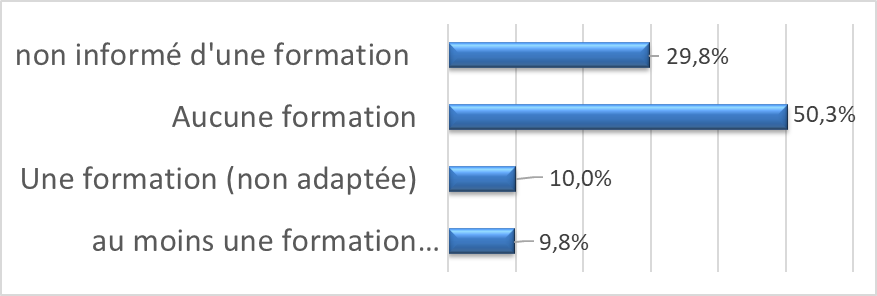 non informé d'une formation 29,8%
Aucune formation 50,3%
Une formation (non adaptée) 10,0%
au moins une formation... 9,8%